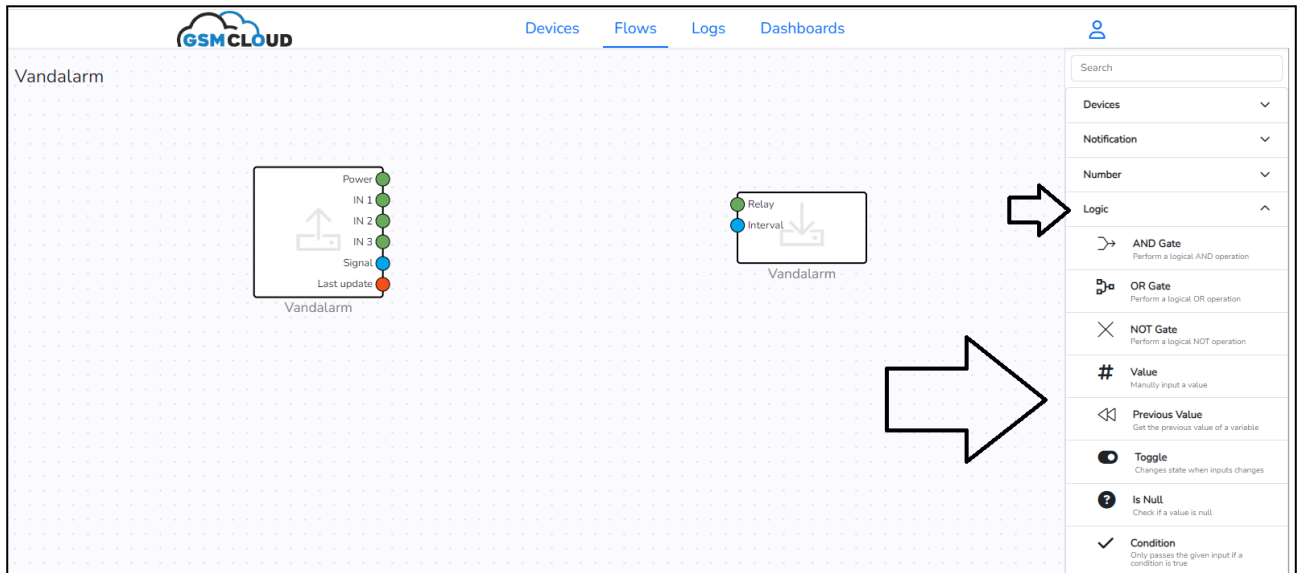 GSMCLOUD
Devices Flows Logs Dashboards
Vandalarm
Power
IN 1
IN 2
IN 3
Signal
Last update
Vandalarm
Relay
Interval
Vandalarm
Search
Devices
Notification
Number
Logic
AND Gate
Perform a logical AND operation
OR Gate
Perform a logical OR operation
NOT Gate
Perform a logical NOT operation
#
Value
Manully input a value
Previous Value
Get the previous value of a variable
Toggle
Changes state when inputs changes
?
Is Null
Check if a value is null
Condition
Only passes the given input if a
condition is true